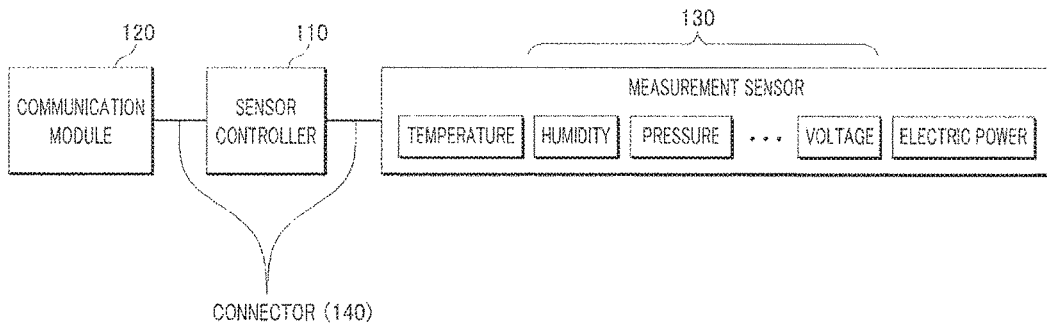 120
110
130
COMMUNICATION
MODULE
SENSOR
CONTROLLER
MEASUREMENT SENSOR
TEMPERATURE
HUMIDITY
PRESSURE
...
VOLTAGE
ELECTRIC POWER
CONNECTOR (140)